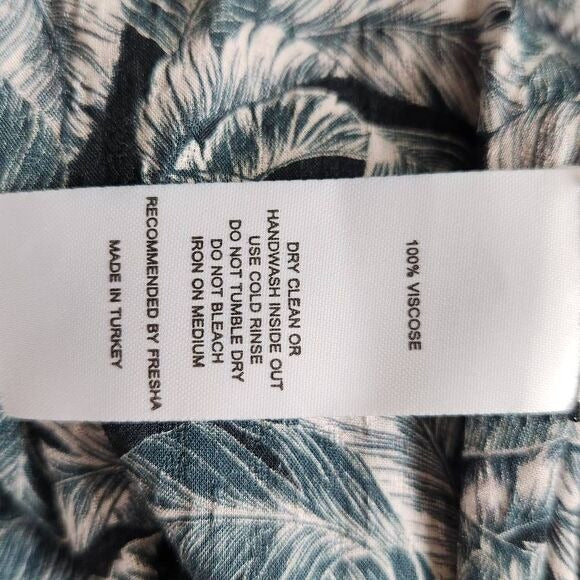 100% VISCOSE
DRY CLEAN OR
HANDWASH INSIDE OUT
USE COLD RINSE
DO NOT TUMBLE DRY
DO NOT BLEACH
IRON ON MEDIUM
RECOMMENDED BY FRESHA
MADE IN TURKEY